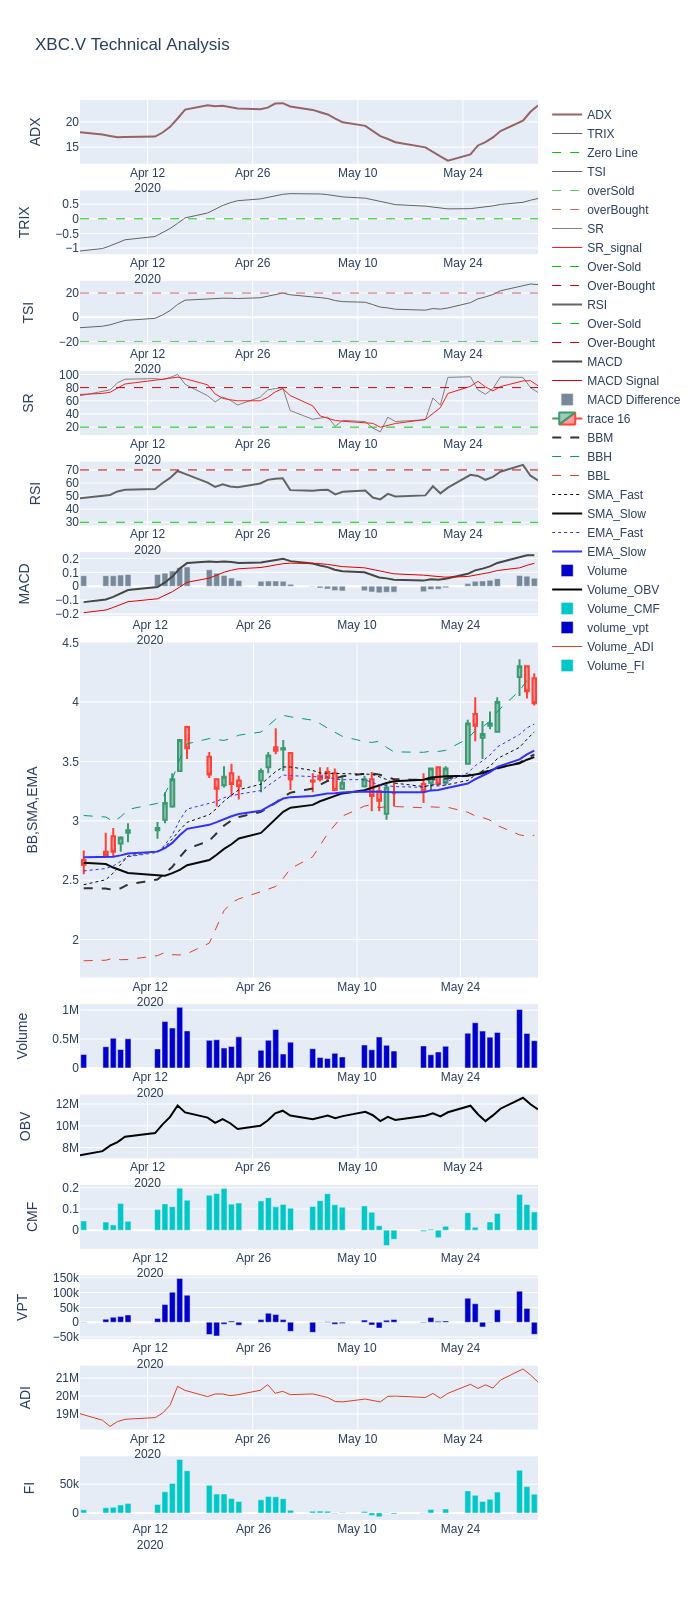 XBC.V Technical Analysis
ADX
20
15
Apr 12
2020
Apr 26
May 10
May 24
TRIX
0.5
0
−0.5
−1
Apr 12
2020
Apr 26
May 10
May 24
TSI
20
0
−20
Apr 12
2020
Apr 26
May 10
May 24
SR
100
80
60
40
20
Apr 12
2020
Apr 26
May 10
May 24
RSI
70
60
50
40
30
Apr 12
2020
Apr 26
May 10
May 24
MACD
0.2
0.1
0
−0.1
−0.2
Apr 12
2020
Apr 26
May 10
May 24
BB,SMA,EMA
4.5
4
3.5
3
2.5
2
Apr 12
2020
Apr 26
May 10
May 24
Volume
1M
0.5M
0
Apr 12
2020
Apr 26
May 10
May 24
OBV
12M
10M
8M
Apr 12
2020
Apr 26
May 10
May 24
CMF
0.2
0.1
0
Apr 12
2020
Apr 26
May 10
May 24
VPT
150k
100k
50k
0
−50k
Apr 12
2020
Apr 26
May 10
May 24
ADI
21M
20M
19M
Apr 12
2020
Apr 26
May 10
May 24
FI
50k
0
Apr 12
2020
Apr 26
May 10
May 24
ADX
TRIX
Zero Line
TSI
overSold
overBought
SR
SR_signal
Over-Sold
Over-Bought
RSI
Over-Sold
Over-Bought
MACD
MACD Signal
MACD Difference
trace 16
BBM
BBH
BBL
SMA_Fast
SMA_Slow
EMA_Fast
EMA_Slow
Volume
Volume_OBV
Volume_CMF
volume_vpt
Volume_ADI
Volume_FI